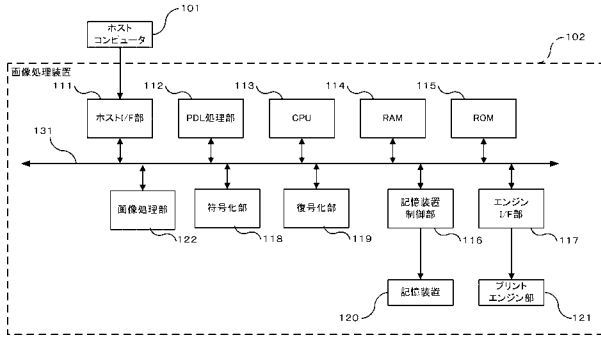 ホスト
コンピュータ
101
102
画像処理装置
111
112
113
114
115
ホストI/F部
PDL処理部
CPU
RAM
ROM
131
画像処理部
符号化部
復号化部
記憶装置
制御部
エンジン
I/F部
122
118
119
116
117
記憶装置
プリント
エンジン部
120
121